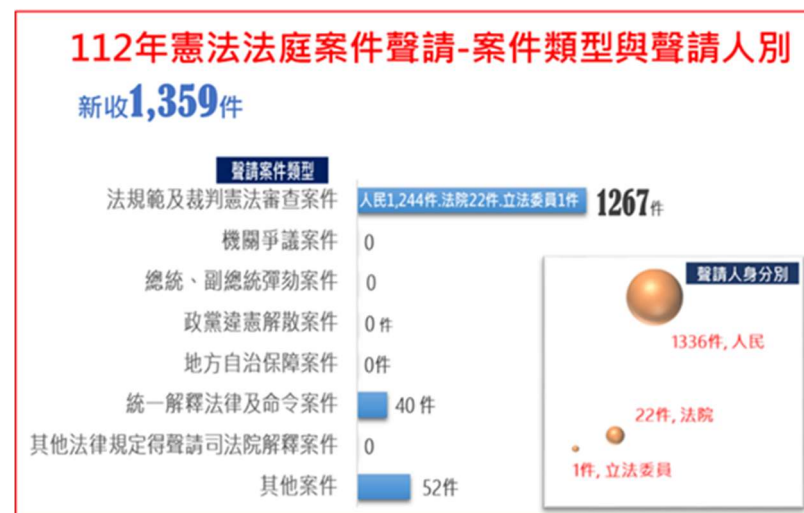 112年憲法法庭案件聲請-案件類型與聲請人別
新收1,359件
聲請案件類型
法規範及裁判憲法審查案件 人民1,244件.法院22件.立法委員1件 1267件
機關爭議案件 0
總統、副總統彈劾案件 0
政黨違憲解散案件 0 件
地方自治保障案件 0件
統一解釋法律及命令案件 40 件
其他法律規定得聲請司法院解釋案件 0
其他案件 52件
聲請人身分別
1336件, 人民
22件, 法院
1件, 立法委員